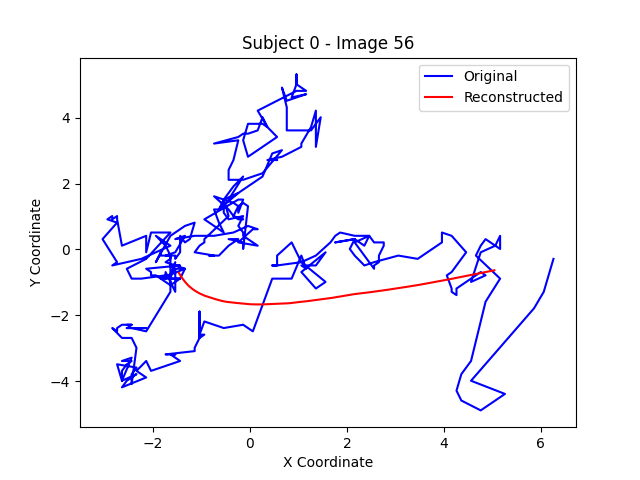 Subject 0 - Image 56
Original
Reconstructed
4
2
0
−2
−4
Y Coordinate
−2 0 2 4 6
X Coordinate